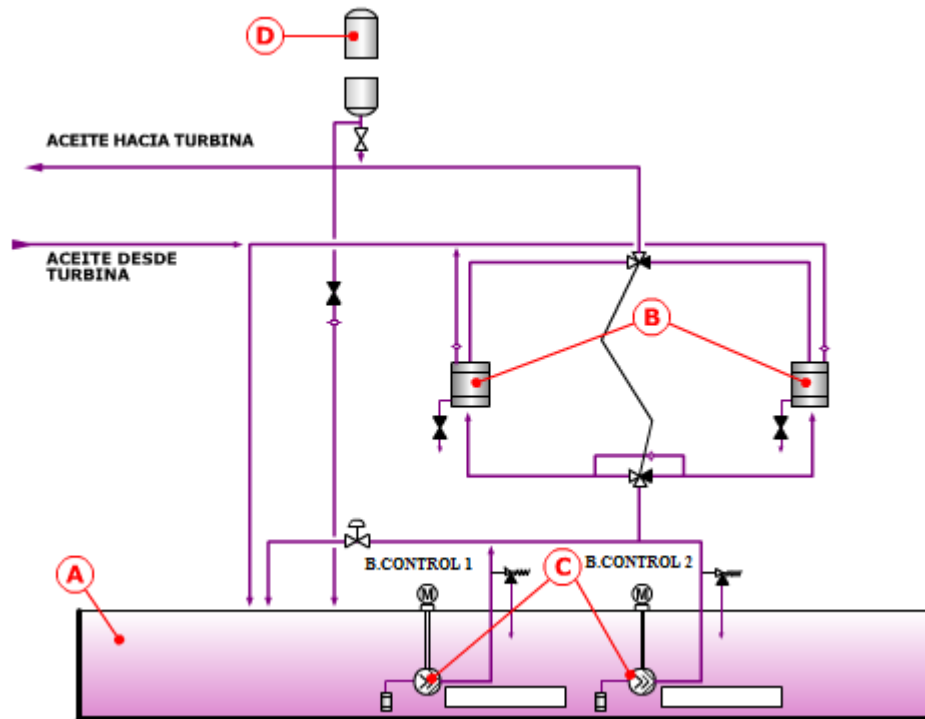 D
ACEITE HACIA TURBINA
ACEITE DESDE
TURBINA
B
A
B.CONTROL 1
C
B.CONTROL 2
M
M